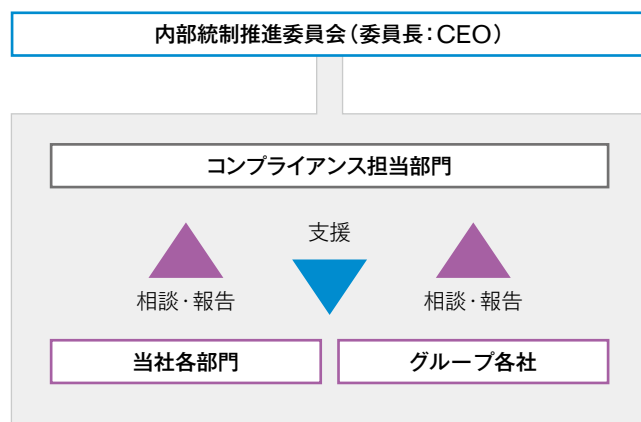 内部統制推進委員会（委員長：CEO）
コンプライアンス担当部門
支援
相談・報告
相談・報告
当社各部門
グループ各社